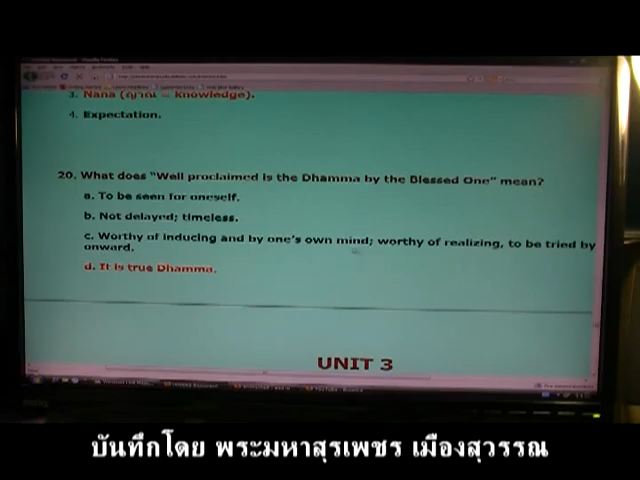 3. Nana (ญาณ = knowledge).
4. Expectation.
20. What does "Well proclaimed is the Dhamma by the Blessed One" mean?
a. To be seen for oneself.
b. Not delayed; timeless.
c. Worthy of inducing and by one's own mind; worthy of realizing, to be tried by
onward.
d. It is true Dhamma.
UNIT 3
บันทึกโดย พระมหาสุรเพชร เมืองสุวรรณ